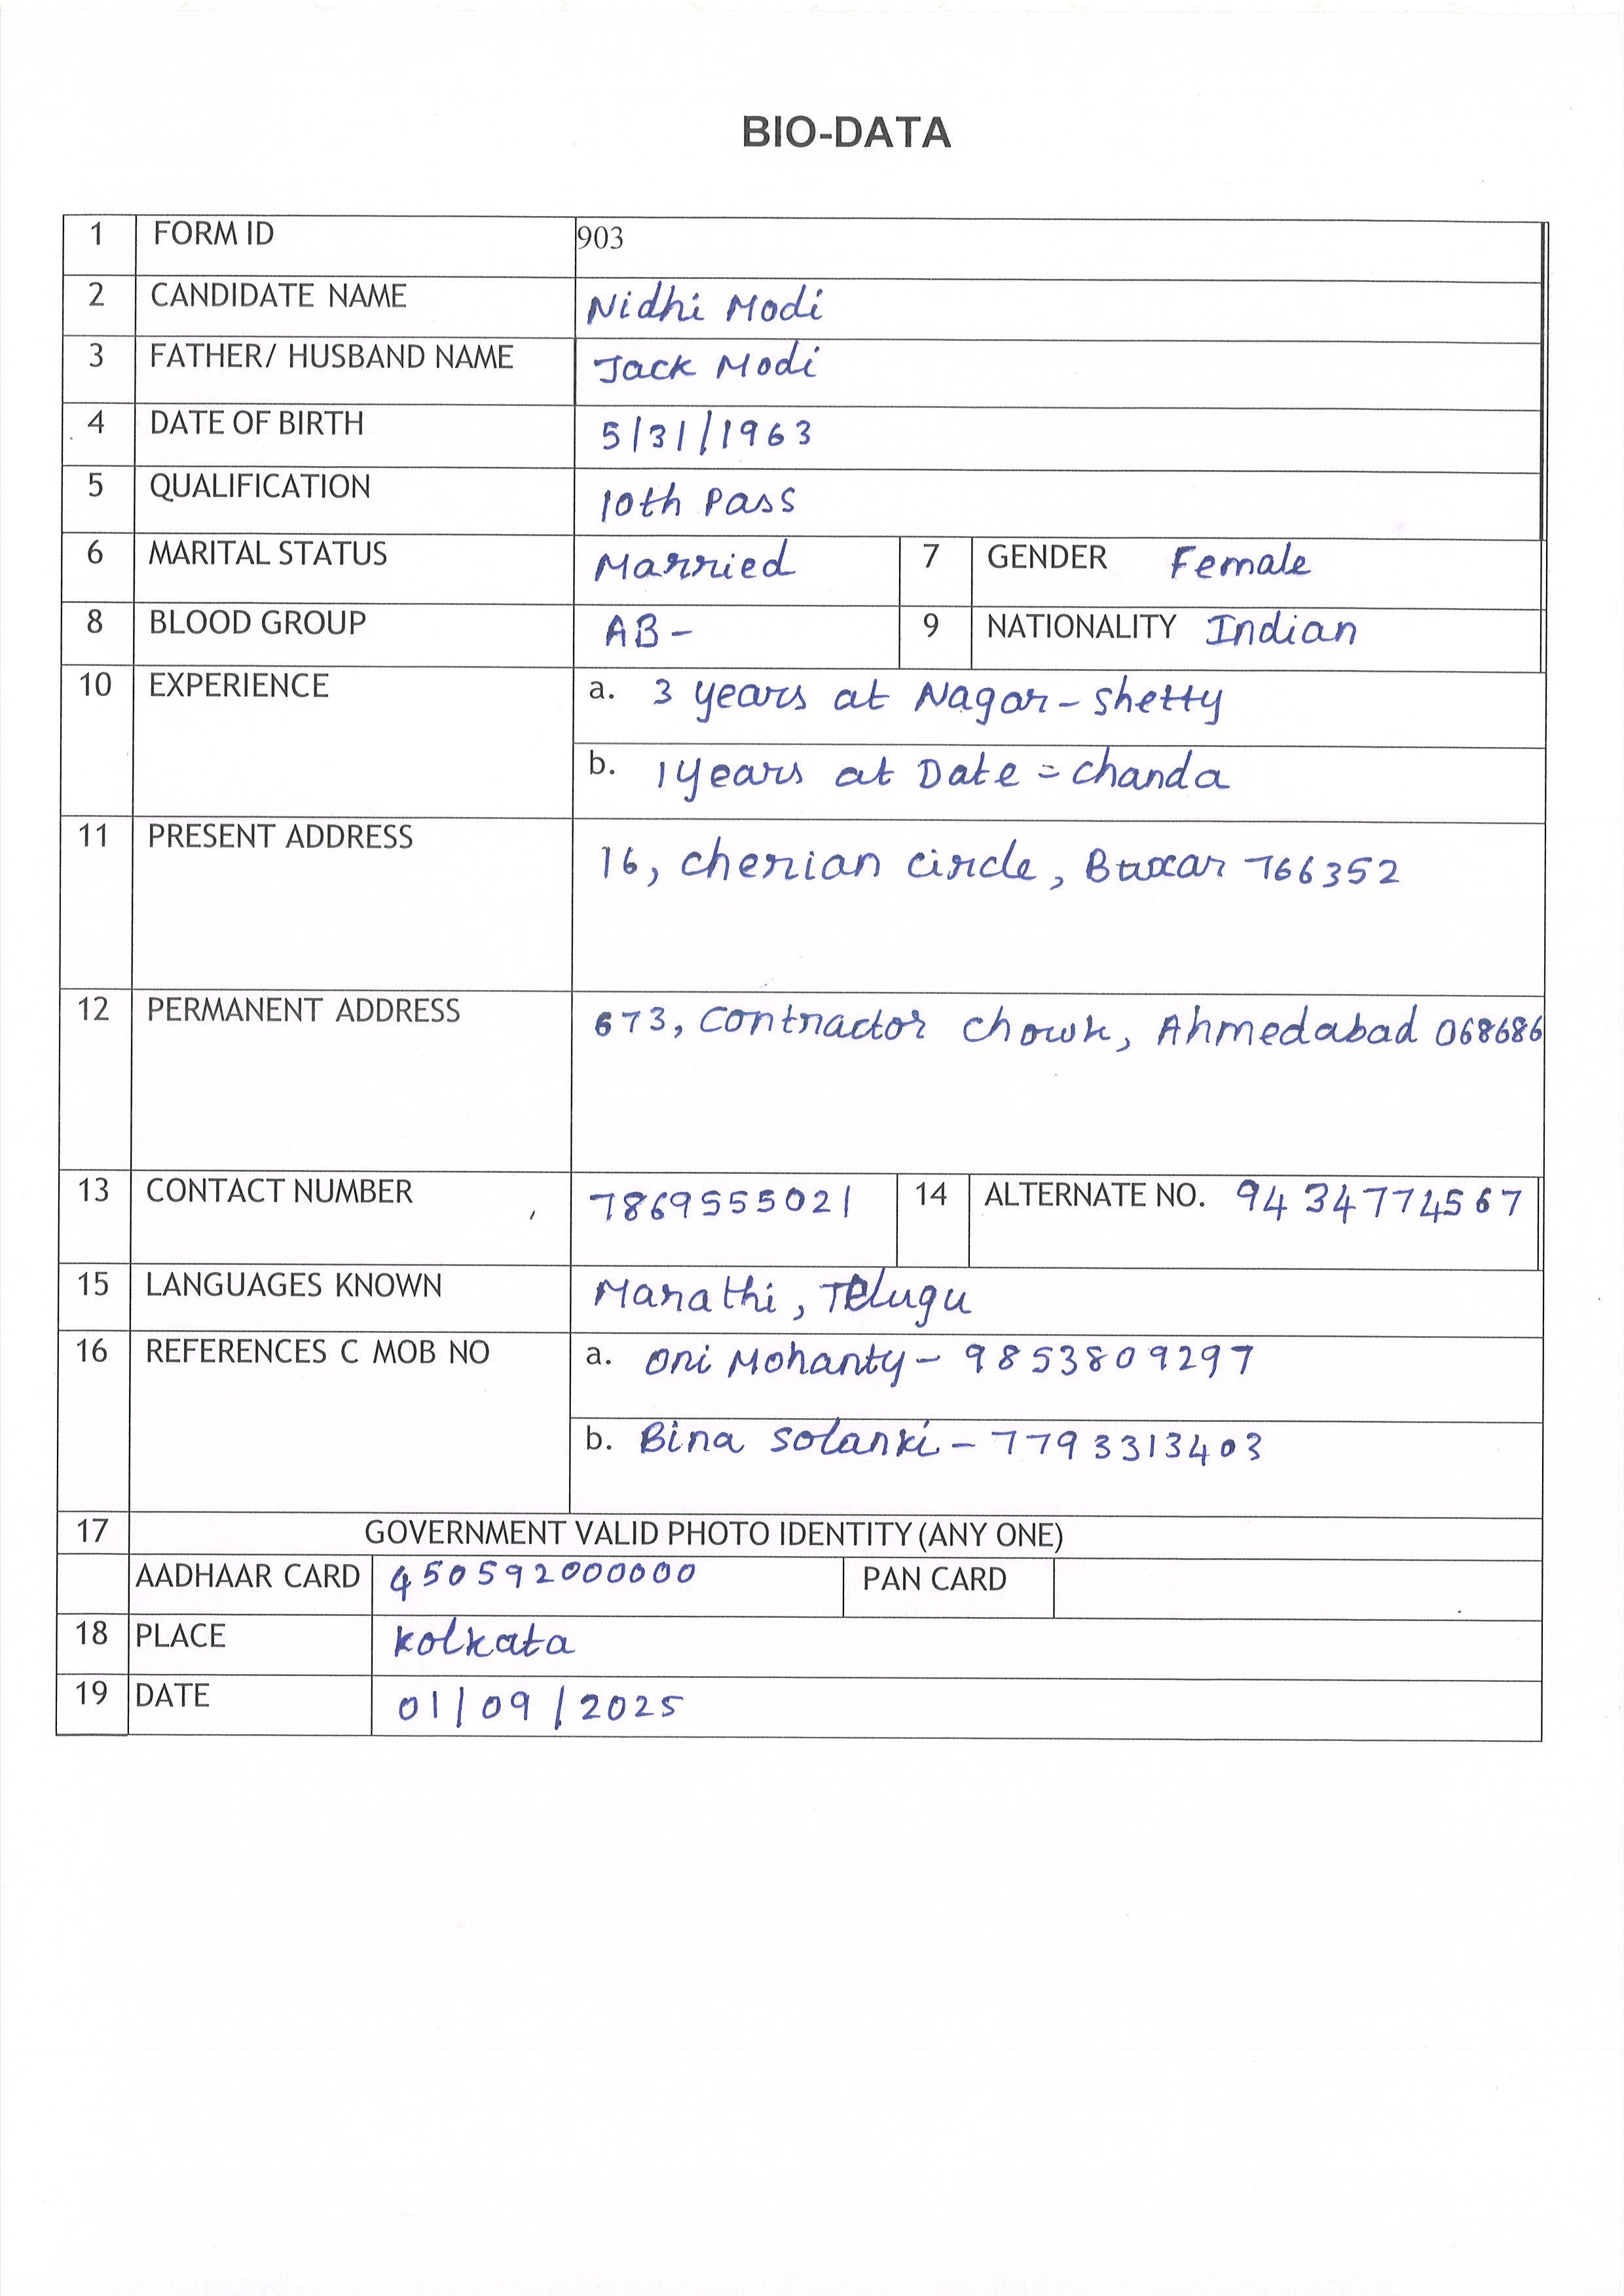 BIO-DATA
1 FORM ID 903
2 CANDIDATE NAME Nidhi Modi
3 FATHER/ HUSBAND NAME Jack Modi
4 DATE OF BIRTH 5/31/1963
5 QUALIFICATION 10th Pass
6 MARITAL STATUS Married 7 GENDER Female
8 BLOOD GROUP AB- 9 NATIONALITY Indian
10 EXPERIENCE a. 3 years at Nagar-Shetty
b. 1 years at Date = Chanda
11 PRESENT ADDRESS 16, Cherian circle, Buxar 766352
12 PERMANENT ADDRESS 673, Contractor Chowk, Ahmedabad 068686
13 CONTACT NUMBER 7869555021 14 ALTERNATE NO. 9434774567
15 LANGUAGES KNOWN Marathi, Telugu
16 REFERENCES C MOB NO a. Oni Mohanty - 9853809297
b. Bina Solanki - 7793313403
17 GOVERNMENT VALID PHOTO IDENTITY (ANY ONE)
AADHAAR CARD 450592000000 PAN CARD
18 PLACE Kolkata
19 DATE 01/09/2025